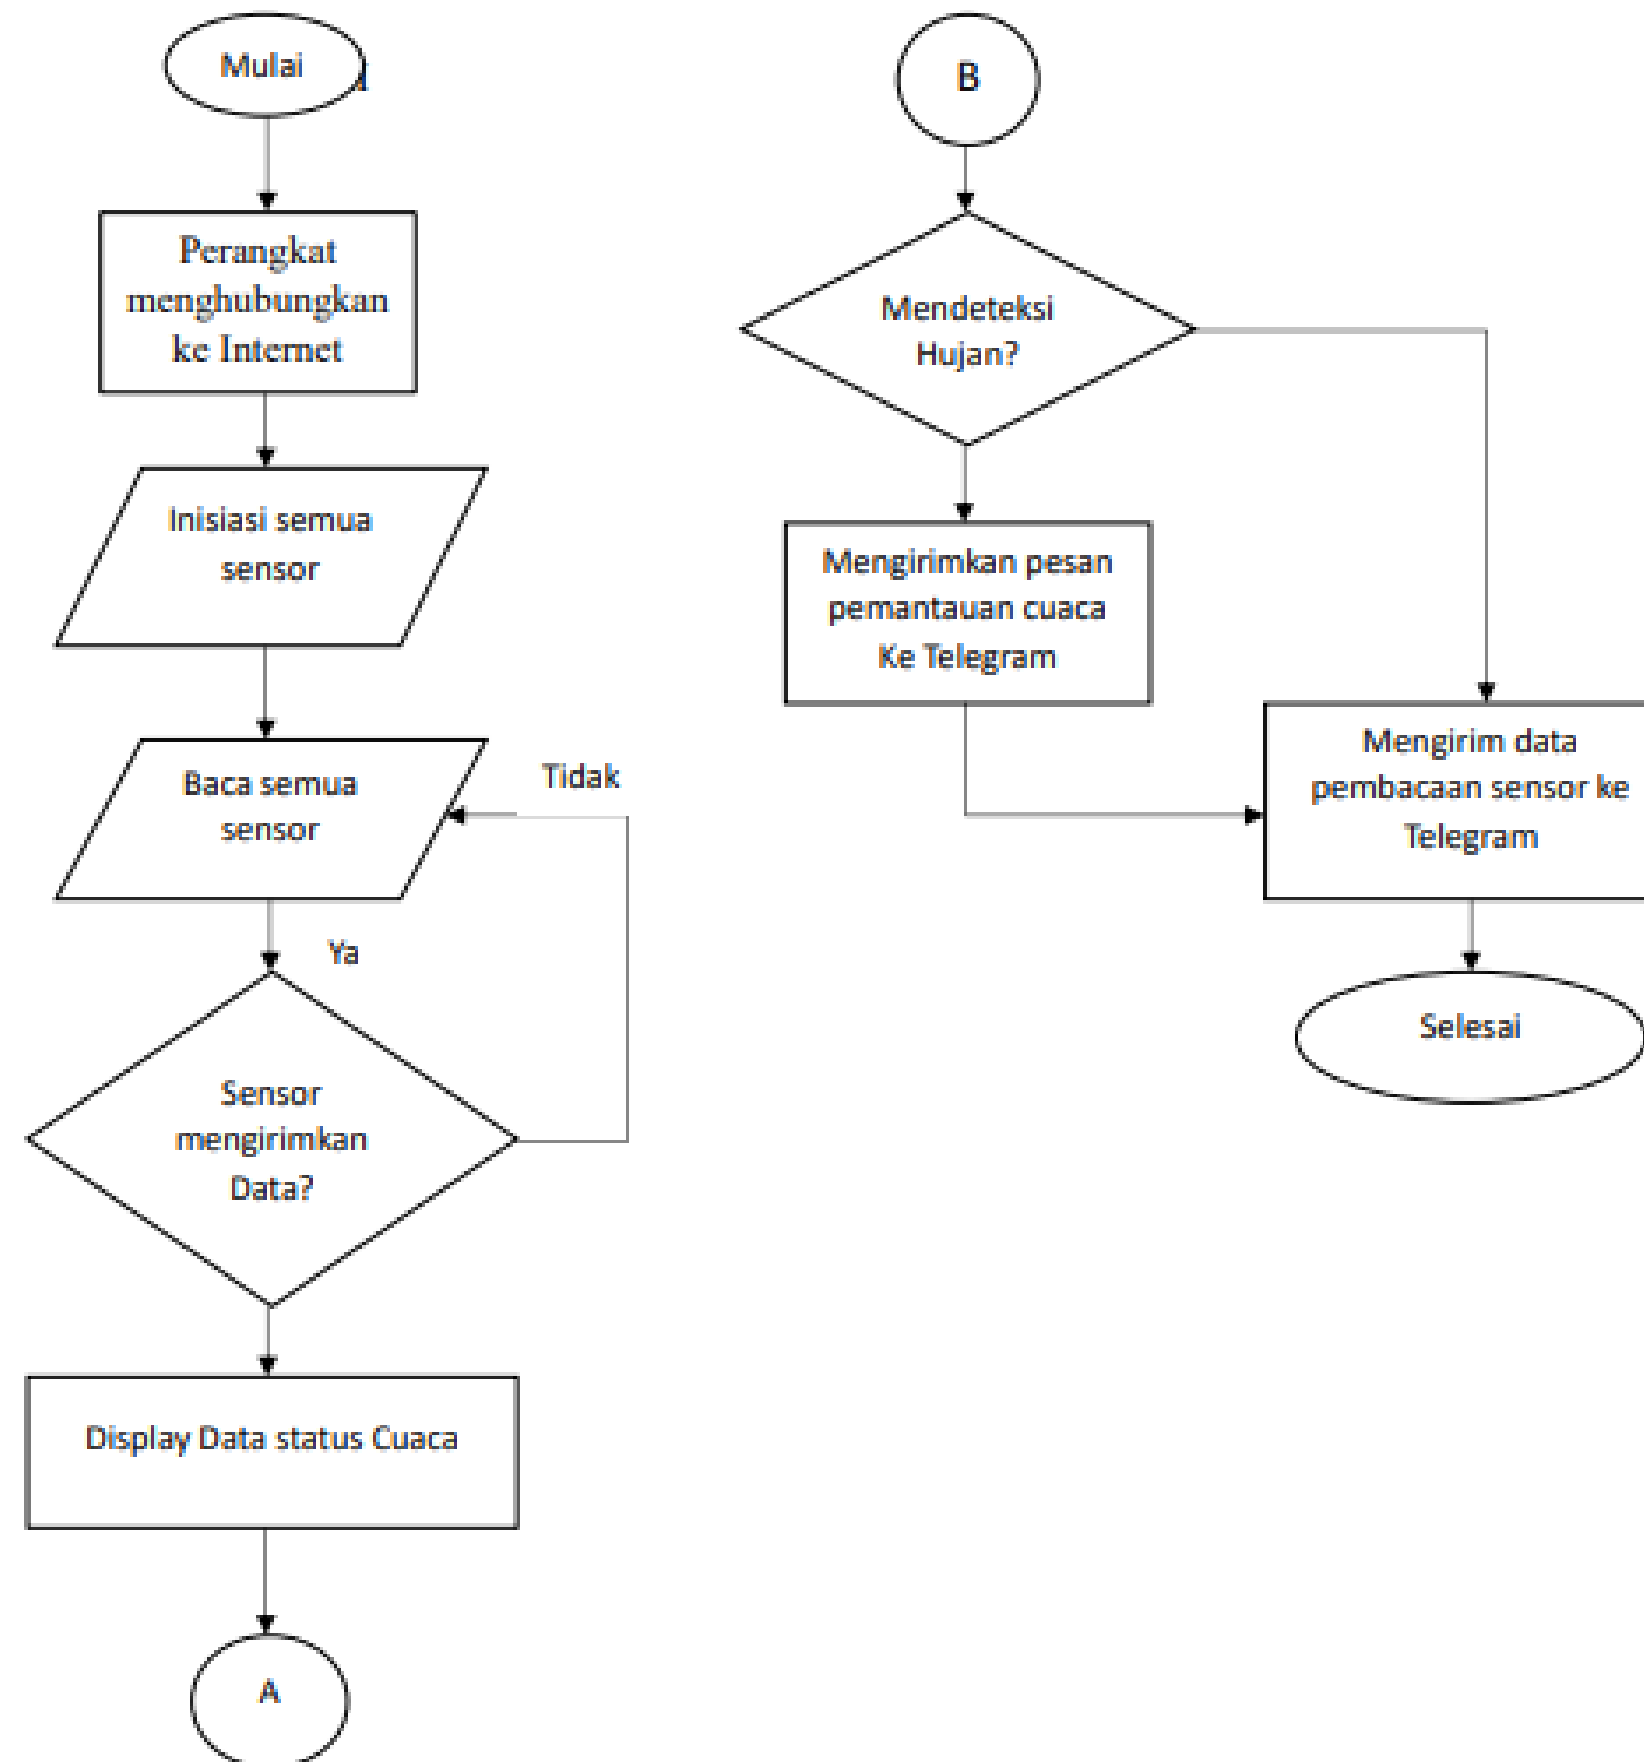 Mulai
Perangkat
menghubungkan
ke Internet
Inisiasi semua
sensor
Baca semua
sensor
Tidak
Ya
Sensor
mengirimkan
Data?
Display Data status Cuaca
A
B
Mendeteksi
Hujan?
Mengirimkan pesan
pemantauan cuaca
Ke Telegram
Mengirim data
pembacaan sensor ke
Telegram
Selesai